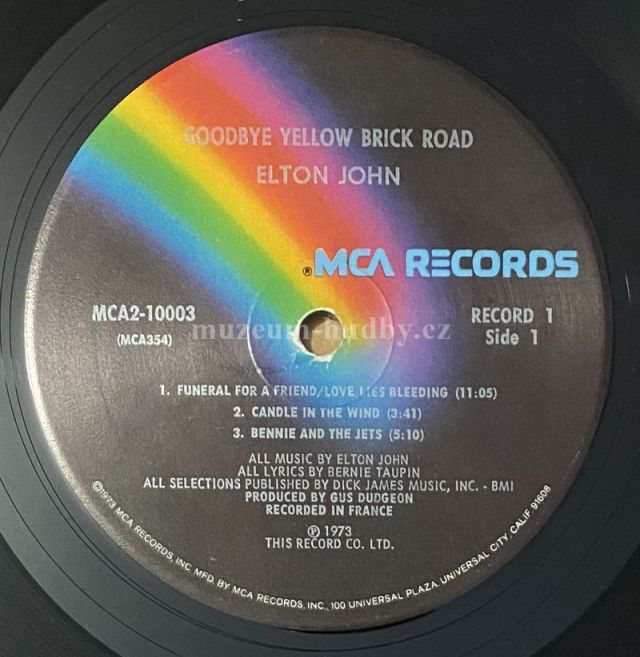 GOODBYE YELLOW BRICK ROAD
ELTON JOHN
® MCA RECORDS
MCA2-10003
(MCA354)
RECORD 1
Side 1
muzeum-hudby.cz
1. FUNERAL FOR A FRIEND/LOVE LIES BLEEDING (11:05)
2. CANDLE IN THE WIND (3:41)
3. BENNIE AND THE JETS (5:10)
ALL MUSIC BY ELTON JOHN
ALL LYRICS BY BERNIE TAUPIN
ALL SELECTIONS PUBLISHED BY DICK JAMES MUSIC, INC. - BMI
PRODUCED BY GUS DUDGEON
RECORDED IN FRANCE
℗ 1973
THIS RECORD CO. LTD.
©1973 MCA RECORDS, INC. MFD. BY MCA RECORDS, INC., 100 UNIVERSAL PLAZA, UNIVERSAL CITY, CALIF. 91608